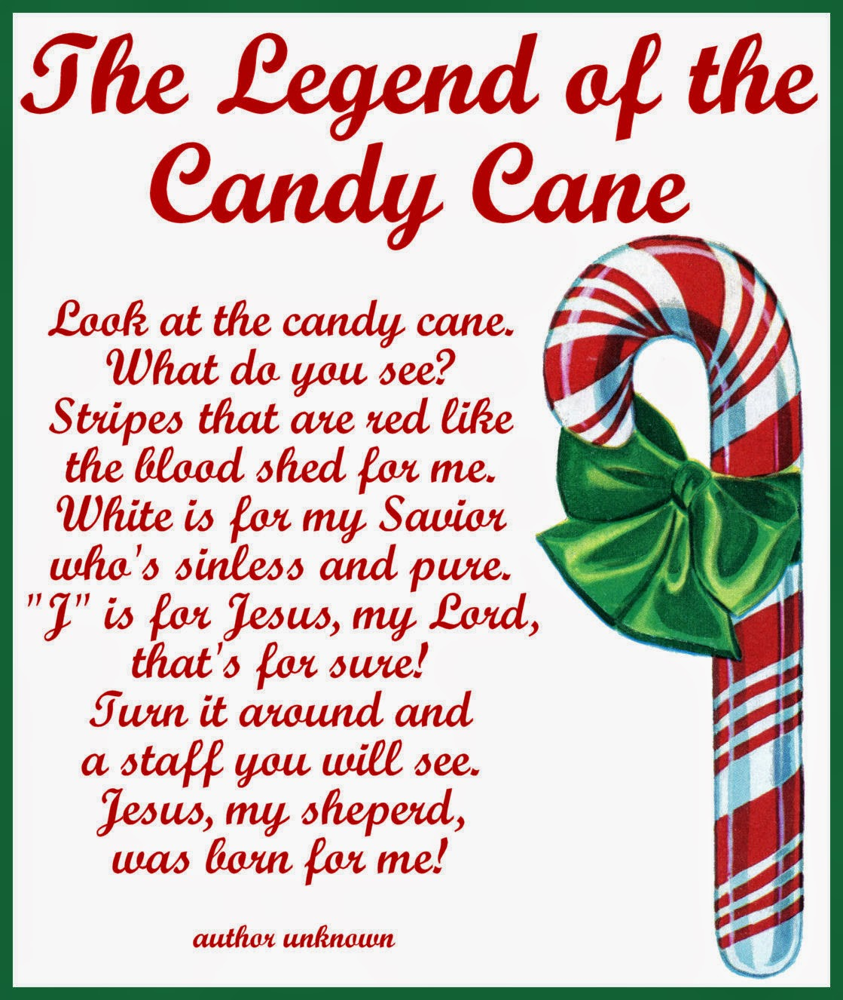 The Legend of the
Candy Cane
Look at the candy cane.
What do you see?
Stripes that are red like
the blood shed for me.
White is for my Savior
who's sinless and pure.
"J" is for Jesus, my Lord,
that's for sure!
Turn it around and
a staff you will see.
Jesus, my sheperd,
was born for me!
author unknown